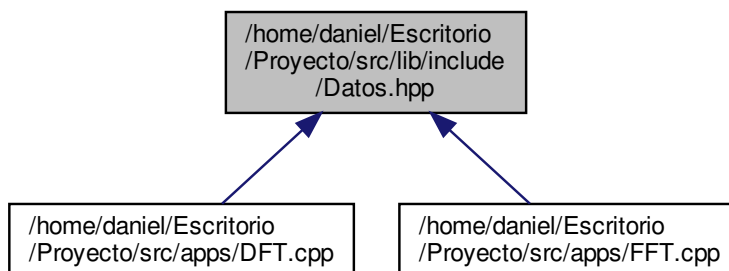 /home/daniel/Escritorio
/Proyecto/src/lib/include
/Datos.hpp
/home/daniel/Escritorio
/Proyecto/src/apps/DFT.cpp
/home/daniel/Escritorio
/Proyecto/src/apps/FFT.cpp